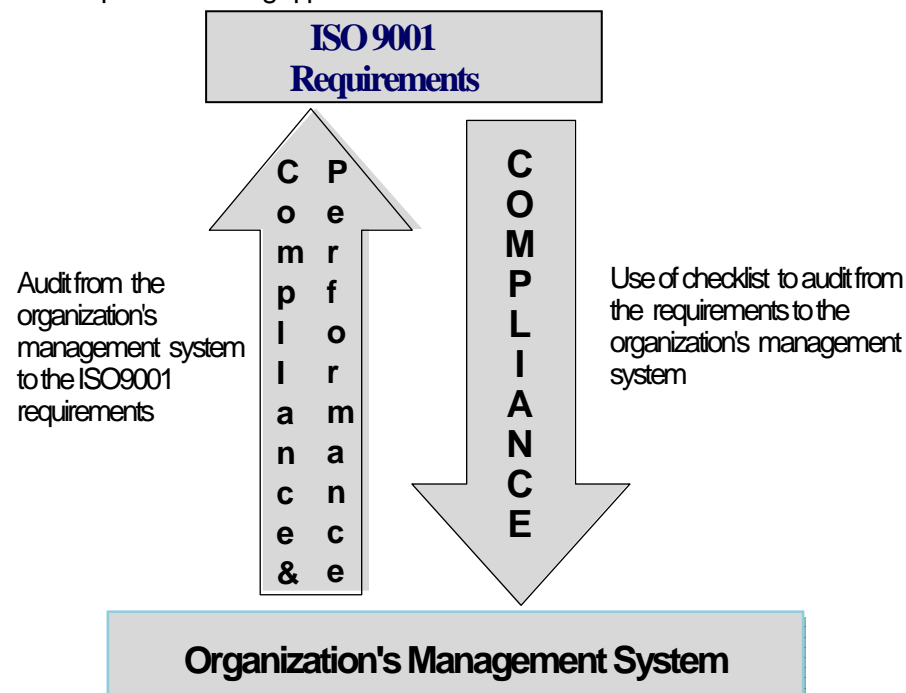 ISO 9001
Requirements
Audit from the
organization's
management system
to the ISO9001
requirements
ComplIance&
Performance
COMPLIANCE
Use of checklist to audit from
the requirements to the
organization's management
system
Organization's Management System